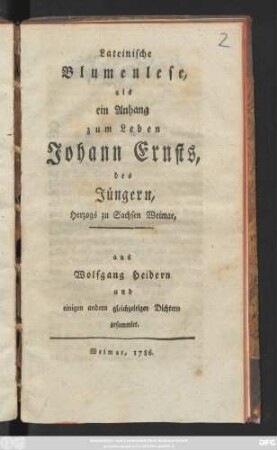 2
Lateinische
Blumenlese,
als
ein Anhang
zum Leben
Johann Ernsts,
des
Jüngern,
Herzogs zu Sachsen Weimar,
aus
Wolfgang Heidern
und
einigen andern gleichzeitigen Dichtern
gesammlet.
Weimar, 1786.